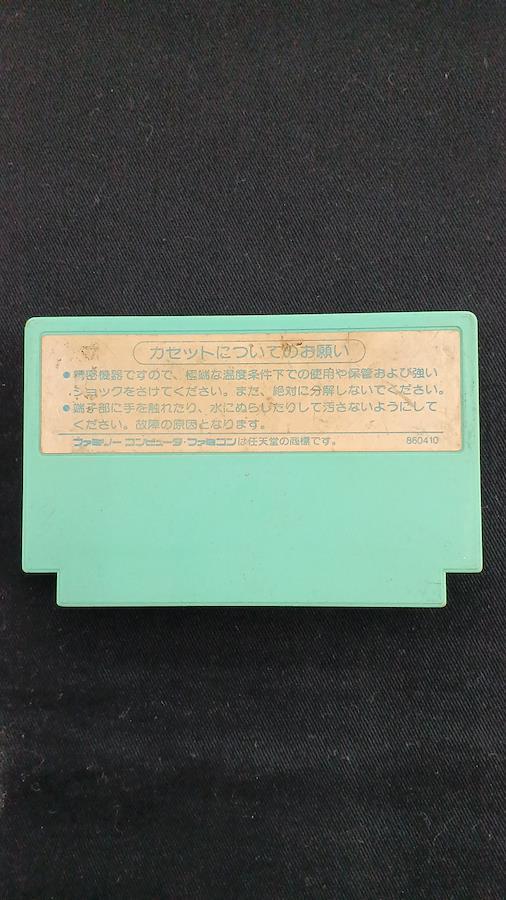 カセットについてのお願い
●精密機器ですので、極端な温度条件下での使用や保管および強い
ショックをさけてください。また、絶対に分解しないでください。
●端子部に手を触れたり、水にぬらしたりして汚さないようにして
ください。故障の原因となります。
ファミリー コンピュータ・ファミコンは任天堂の商標です。 860410